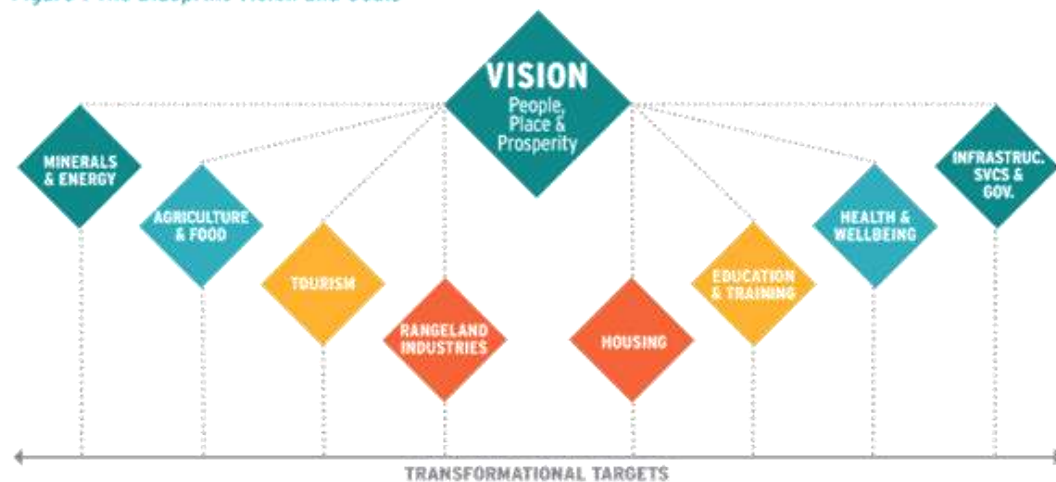 VISION
People,
Place &
Prosperity
MINERALS
& ENERGY
AGRICULTURE
& FOOD
TOURISM
RANGELAND
INDUSTRIES
HOUSING
EDUCATION
& TRAINING
HEALTH &
WELLBEING
INFRASTRUC.
SVCS &
GOV.
TRANSFORMATIONAL TARGETS